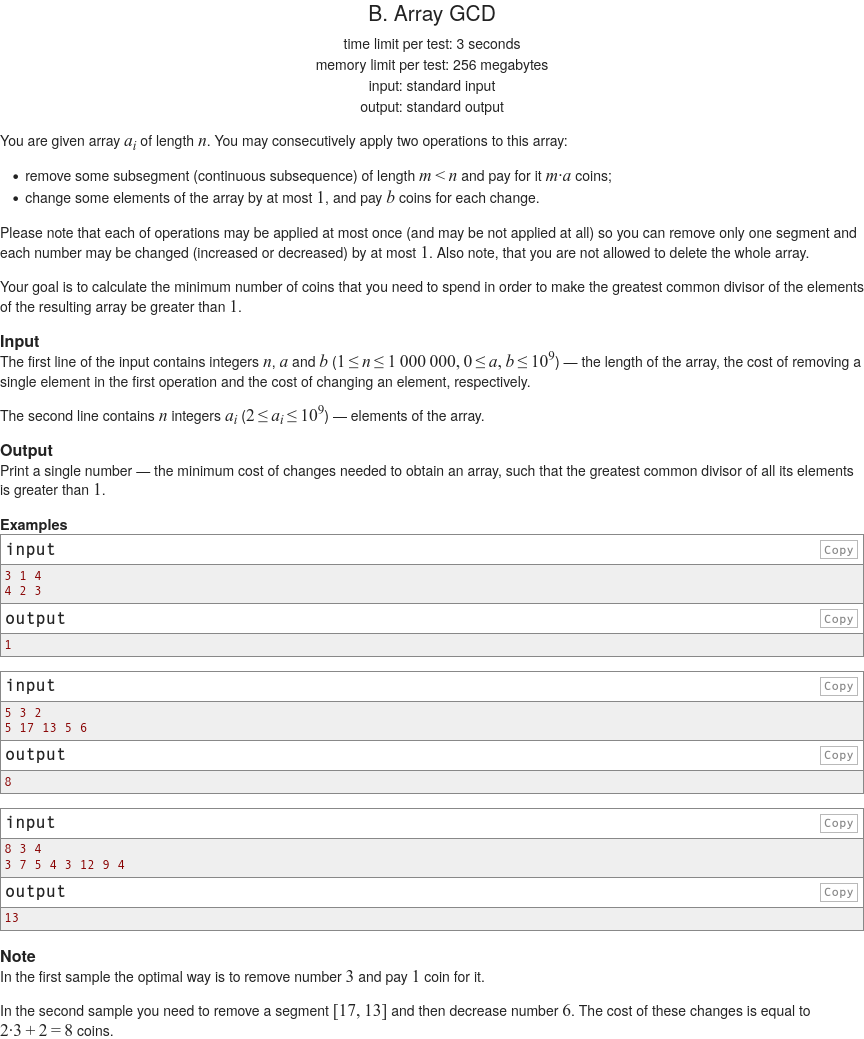 B. Array GCD
time limit per test: 3 seconds
memory limit per test: 256 megabytes
input: standard input
output: standard output
You are given array a_i of length n. You may consecutively apply two operations to this array:
• remove some subsegment (continuous subsequence) of length m < n and pay for it m·a coins;
• change some elements of the array by at most 1, and pay b coins for each change.
Please note that each of operations may be applied at most once (and may be not applied at all) so you can remove only one segment and
each number may be changed (increased or decreased) by at most 1. Also note, that you are not allowed to delete the whole array.
Your goal is to calculate the minimum number of coins that you need to spend in order to make the greatest common divisor of the elements
of the resulting array be greater than 1.
Input
The first line of the input contains integers n, a and b (1 ≤ n ≤ 1 000 000, 0 ≤ a, b ≤ 10^9) — the length of the array, the cost of removing a
single element in the first operation and the cost of changing an element, respectively.
The second line contains n integers a_i (2 ≤ a_i ≤ 10^9) — elements of the array.
Output
Print a single number — the minimum cost of changes needed to obtain an array, such that the greatest common divisor of all its elements
is greater than 1.
Examples
input Copy
3 1 4
4 2 3
output Copy
1
input Copy
5 3 2
5 17 13 5 6
output Copy
8
input Copy
8 3 4
3 7 5 4 3 12 9 4
output Copy
13
Note
In the first sample the optimal way is to remove number 3 and pay 1 coin for it.
In the second sample you need to remove a segment [17, 13] and then decrease number 6. The cost of these changes is equal to
2·3 + 2 = 8 coins.